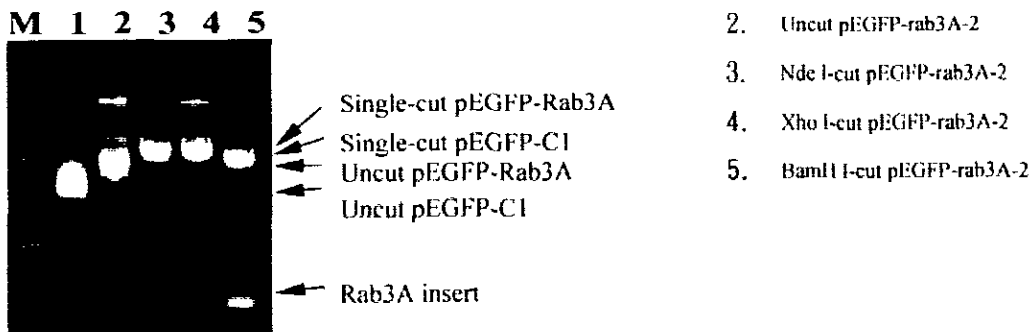 M 1 2 3 4 5
Single-cut pEGFP-Rab3A
Single-cut pEGFP-C1
Uncut pEGFP-Rab3A
Uncut pEGFP-C1
Rab3A insert
2. Uncut pEGFP-rab3A-2
3. Nde I-cut pEGFP-rab3A-2
4. Xho I-cut pEGFP-rab3A-2
5. BamH I-cut pEGFP-rab3A-2